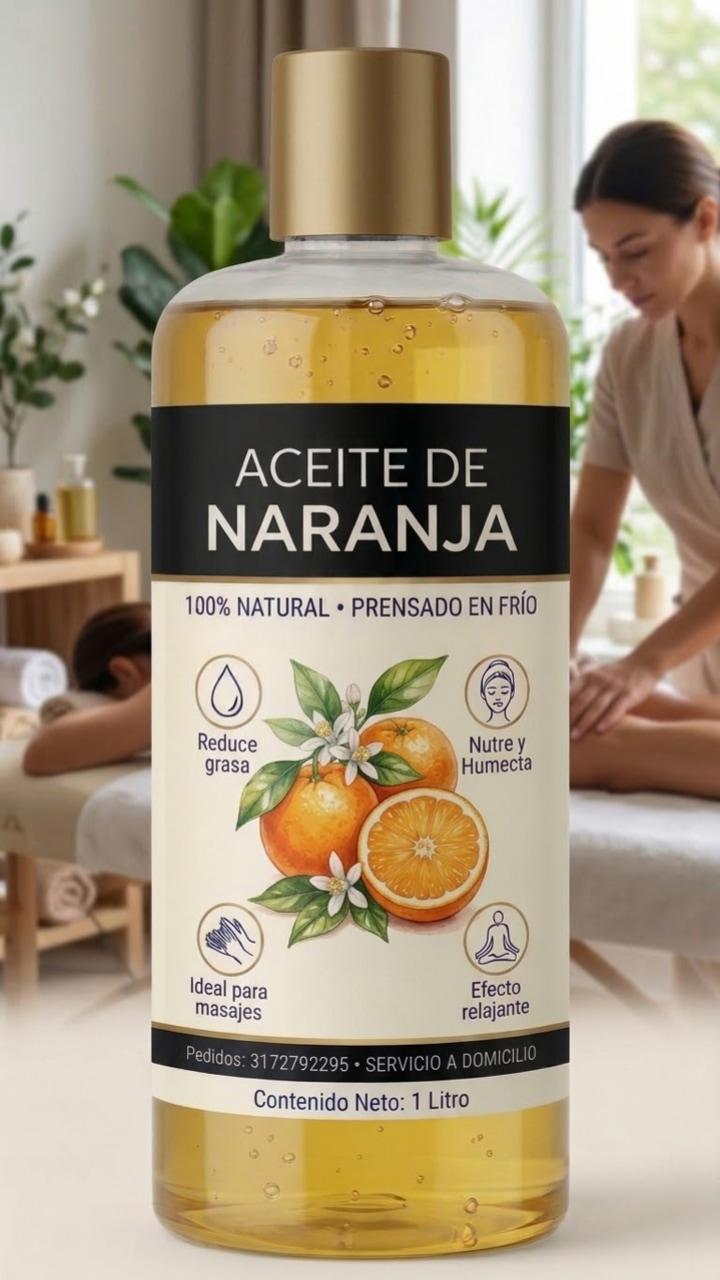 ACEITE DE
NARANJA
100% NATURAL • PRENSADO EN FRÍO
Reduce
grasa
Nutre y
Humecta
Ideal para
masajes
Efecto
relajante
Pedidos: 3172792295 • SERVICIO A DOMICILIO
Contenido Neto: 1 Litro